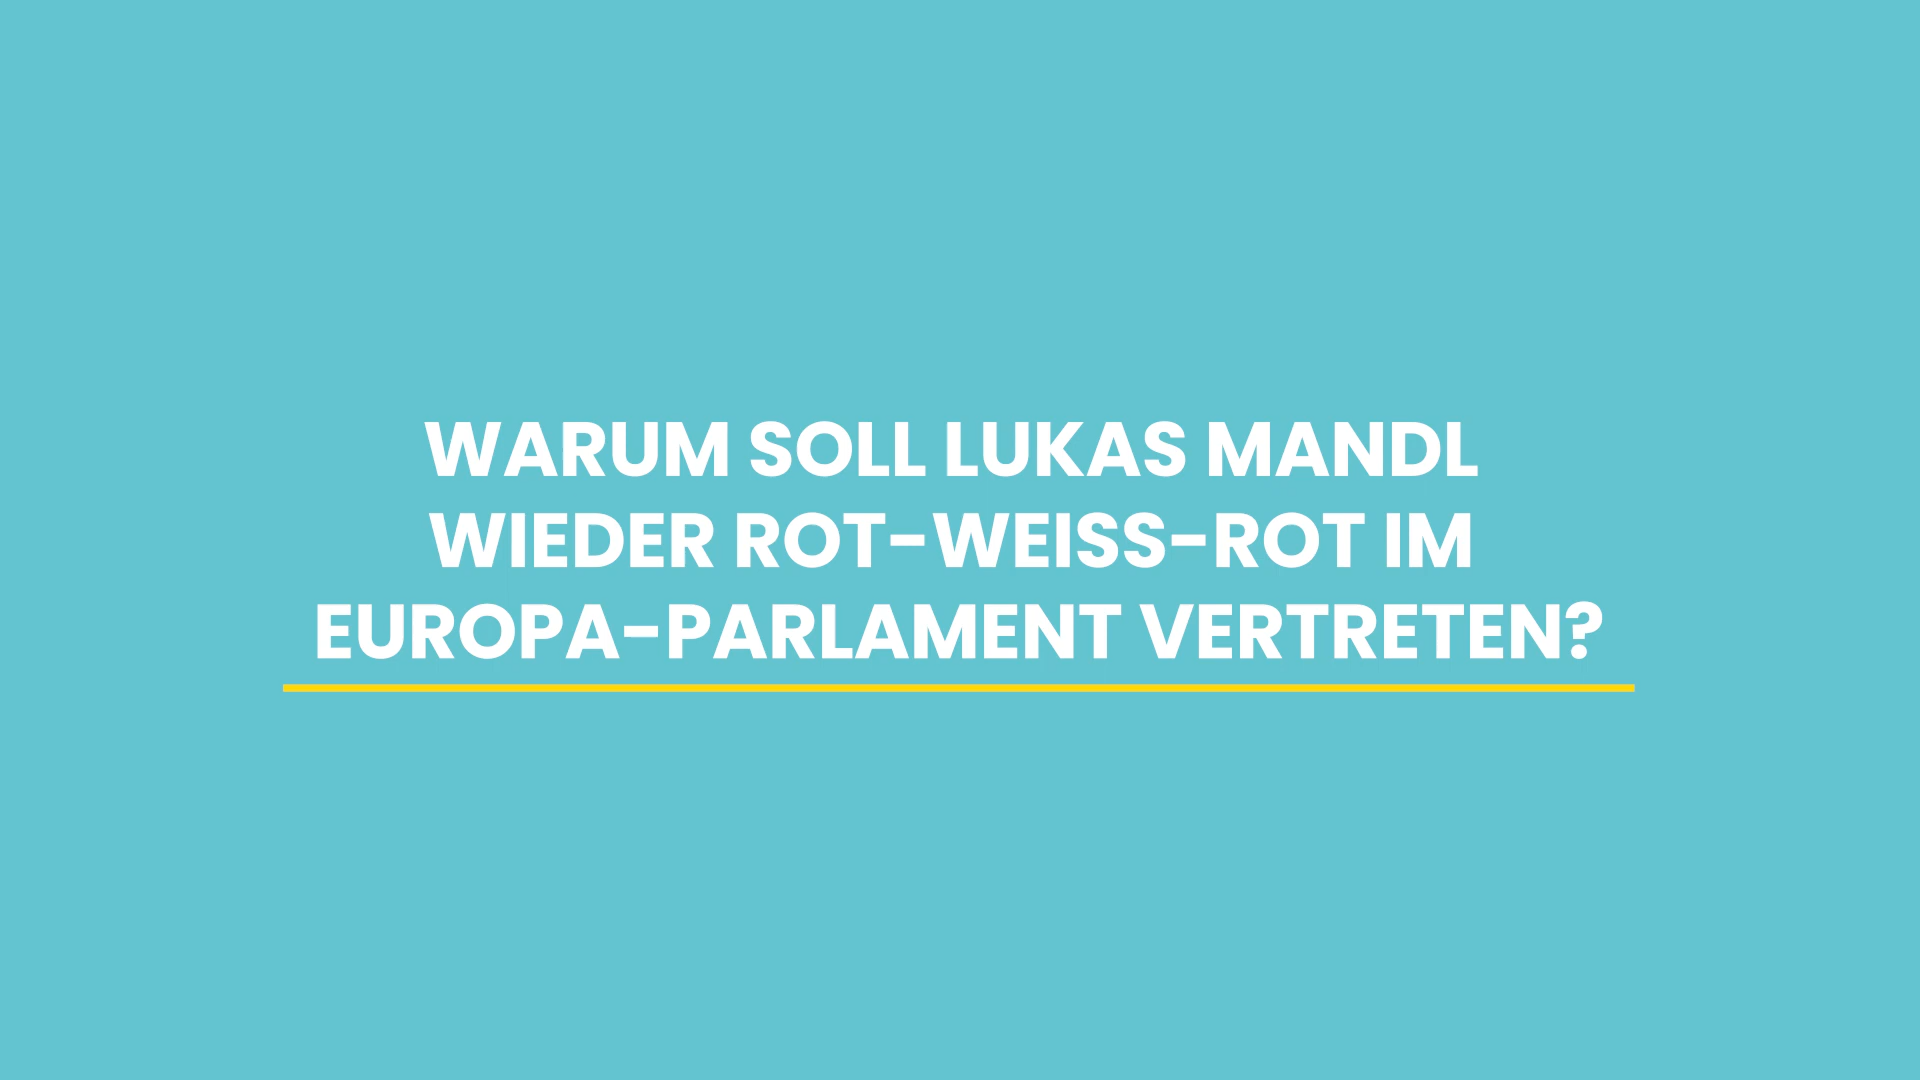 WARUM SOLL LUKAS MANDL
WIEDER ROT-WEISS-ROT IM
EUROPA-PARLAMENT VERTRETEN?